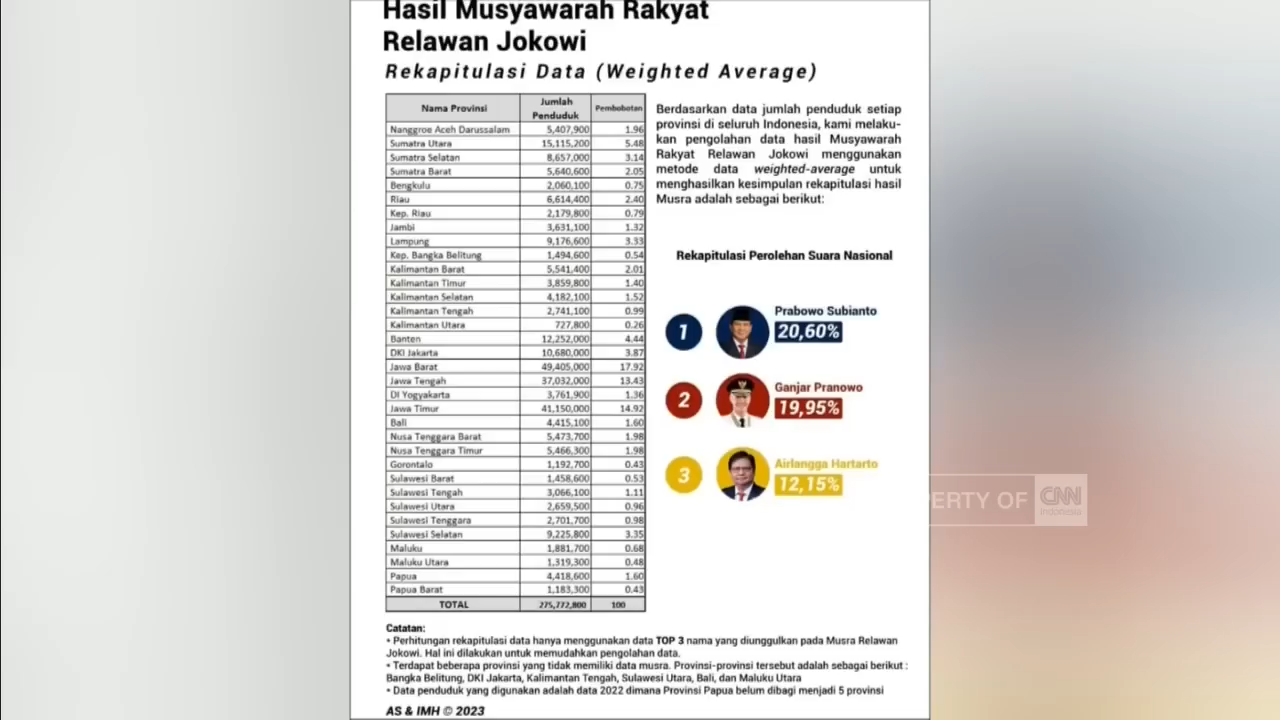 Hasil Musyawarah Rakyat
Relawan Jokowi
Rekapitulasi Data (Weighted Average)
Nama Provinsi Jumlah Penduduk Pembobotan
Nanggroe Aceh Darussalam 5,407,900 1.96
Sumatra Utara 15,115,200 5.48
Sumatra Selatan 8,657,000 3.14
Sumatra Barat 5,640,600 2.05
Bengkulu 2,060,100 0.75
Riau 6,614,400 2.40
Kep. Riau 2,179,800 0.79
Jambi 3,631,100 1.32
Lampung 9,176,600 3.33
Kep. Bangka Belitung 1,494,600 0.54
Kalimantan Barat 5,541,400 2.01
Kalimantan Timur 3,859,800 1.40
Kalimantan Selatan 4,182,100 1.52
Kalimantan Tengah 2,741,100 0.99
Kalimantan Utara 727,800 0.26
Banten 12,252,000 4.44
DKI Jakarta 10,680,000 3.87
Jawa Barat 49,405,000 17.92
Jawa Tengah 37,032,000 13.43
DI Yogyakarta 3,761,900 1.36
Jawa Timur 41,150,000 14.92
Bali 4,415,100 1.60
Nusa Tenggara Barat 5,473,700 1.98
Nusa Tenggara Timur 5,466,300 1.98
Gorontalo 1,192,700 0.43
Sulawesi Barat 1,458,600 0.53
Sulawesi Tengah 3,066,100 1.11
Sulawesi Utara 2,659,500 0.96
Sulawesi Tenggara 2,701,700 0.98
Sulawesi Selatan 9,225,800 3.35
Maluku 1,881,700 0.68
Maluku Utara 1,319,300 0.48
Papua 4,418,600 1.60
Papua Barat 1,183,300 0.43
TOTAL 275,772,800 100
Berdasarkan data jumlah penduduk setiap
provinsi di seluruh Indonesia, kami melaku-
kan pengolahan data hasil Musyawarah
Rakyat Relawan Jokowi menggunakan
metode data weighted-average untuk
menghasilkan kesimpulan rekapitulasi hasil
Musra adalah sebagai berikut:
Rekapitulasi Perolehan Suara Nasional
1 Prabowo Subianto
20,60%
2 Ganjar Pranowo
19,95%
3 Airlangga Hartarto
12,15%
PERTY OF CNN Indonesia
Catatan:
• Perhitungan rekapitulasi data hanya menggunakan data TOP 3 nama yang diunggulkan pada Musra Relawan
Jokowi. Hal ini dilakukan untuk memudahkan pengolahan data.
• Terdapat beberapa provinsi yang tidak memiliki data musra. Provinsi-provinsi tersebut adalah sebagai berikut :
Bangka Belitung, DKI Jakarta, Kalimantan Tengah, Sulawesi Utara, Bali, dan Maluku Utara
• Data penduduk yang digunakan adalah data 2022 dimana Provinsi Papua belum dibagi menjadi 5 provinsi
AS & IMH © 2023